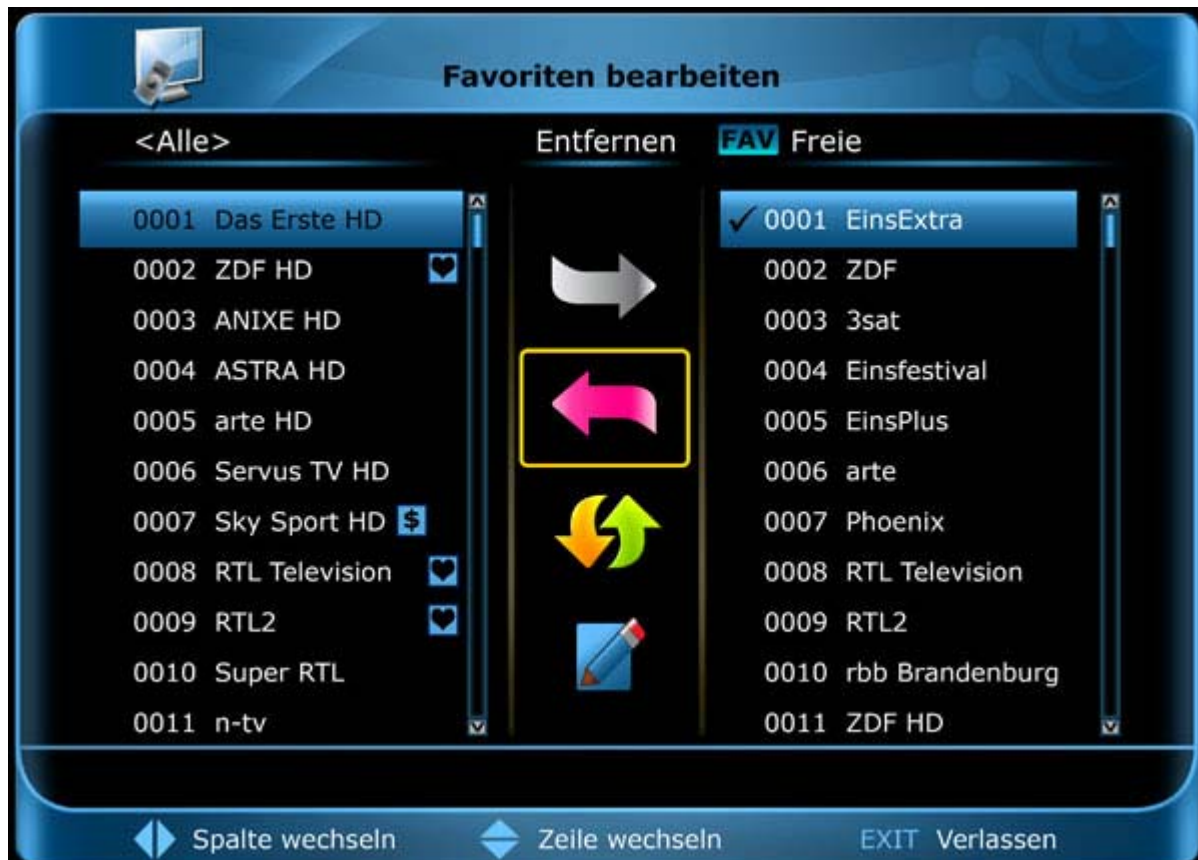 Favoriten bearbeiten
<Alle>
Entfernen
FAV Freie
0001 Das Erste HD
0002 ZDF HD
0003 ANIXE HD
0004 ASTRA HD
0005 arte HD
0006 Servus TV HD
0007 Sky Sport HD $
0008 RTL Television
0009 RTL2
0010 Super RTL
0011 n-tv
0001 EinsExtra
0002 ZDF
0003 3sat
0004 Einsfestival
0005 EinsPlus
0006 arte
0007 Phoenix
0008 RTL Television
0009 RTL2
0010 rbb Brandenburg
0011 ZDF HD
Spalte wechseln
Zeile wechseln
EXIT Verlassen